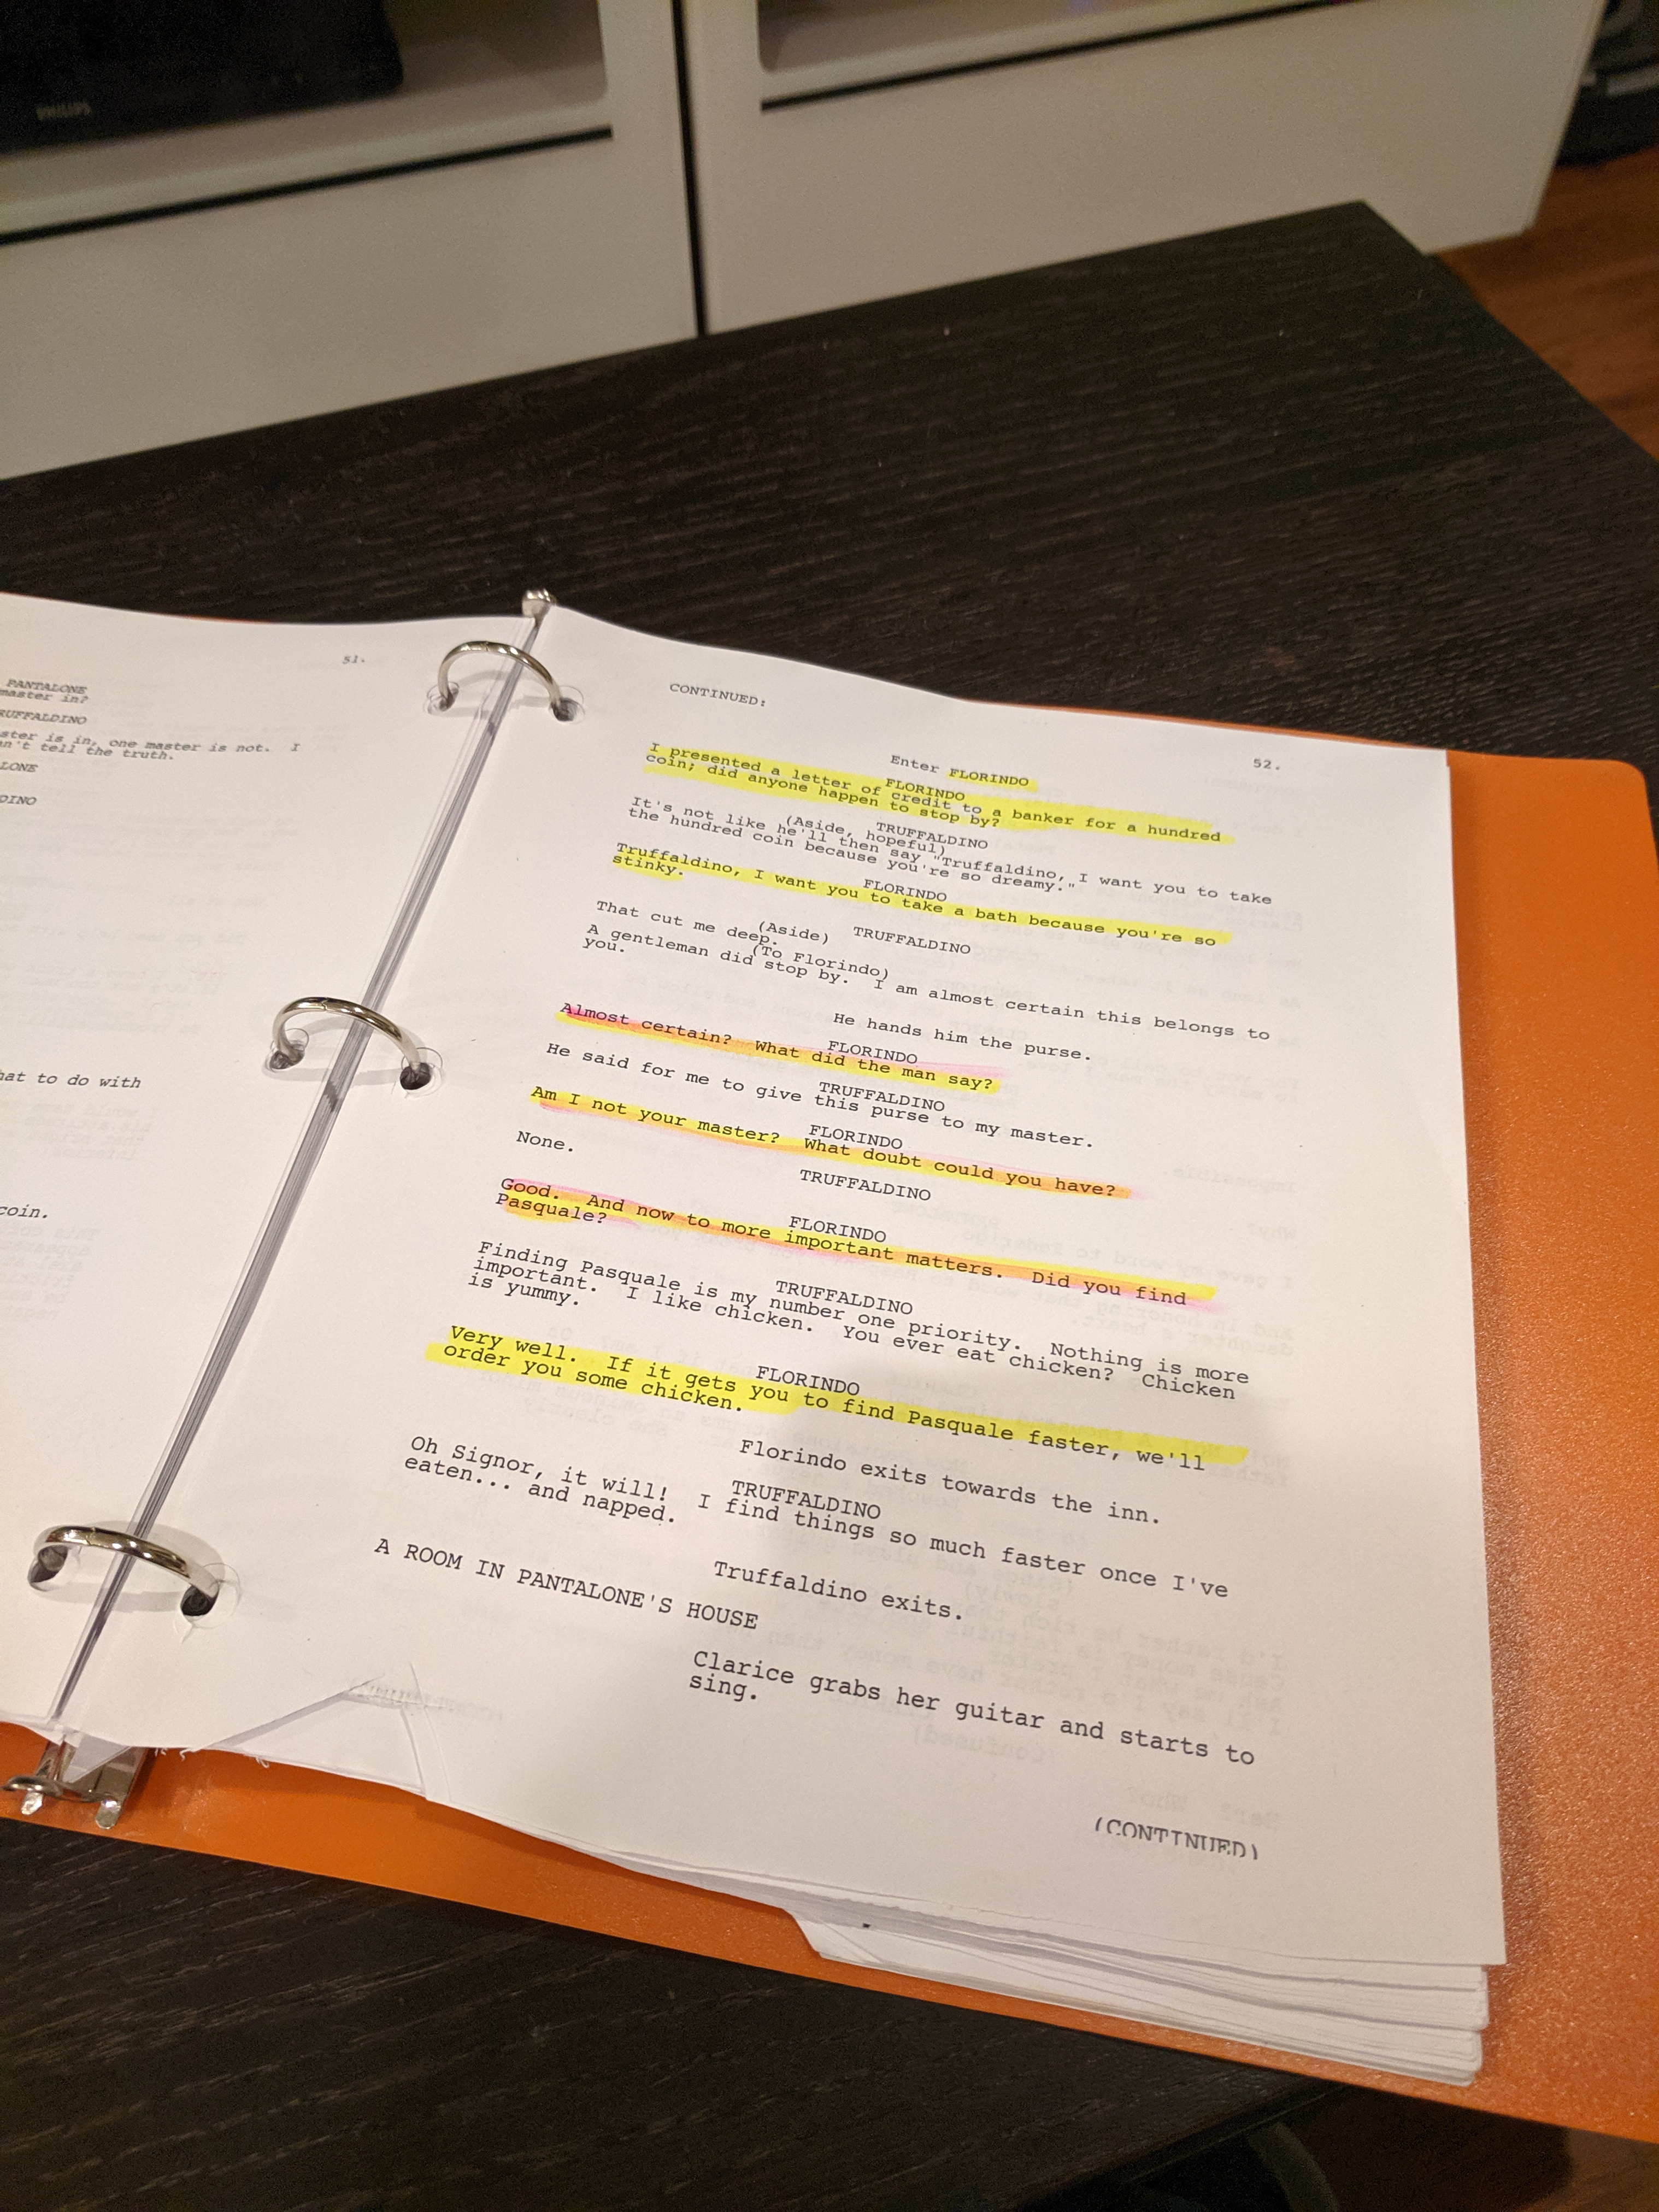 PHILIPS
51.
PANTALONE
master in?
RUFFALDINO
ster is in, one master is not. I
n't tell the truth.
LONE
DINO
hat to do with
coin.
CONTINUED:
52.
Enter FLORINDO
FLORINDO
I presented a letter of credit to a banker for a hundred
coin; did anyone happen to stop by?
TRUFFALDINO
(Aside, hopeful)
It's not like he'll then say "Truffaldino, I want you to take
the hundred coin because you're so dreamy."
FLORINDO
Truffaldino, I want you to take a bath because you're so
stinky.
TRUFFALDINO
(Aside)
That cut me deep.
(To Florindo)
A gentleman did stop by. I am almost certain this belongs to
you.
He hands him the purse.
FLORINDO
Almost certain? What did the man say?
TRUFFALDINO
He said for me to give this purse to my master.
FLORINDO
Am I not your master? What doubt could you have?
TRUFFALDINO
None.
FLORINDO
Good. And now to more important matters. Did you find
Pasquale?
TRUFFALDINO
Finding Pasquale is my number one priority. Nothing is more
important. I like chicken. You ever eat chicken? Chicken
is yummy.
FLORINDO
Very well. If it gets you to find Pasquale faster, we'll
order you some chicken.
Florindo exits towards the inn.
TRUFFALDINO
Oh Signor, it will! I find things so much faster once I've
eaten... and napped.
Truffaldino exits.
A ROOM IN PANTALONE'S HOUSE
Clarice grabs her guitar and starts to
sing.
(CONTINUED)